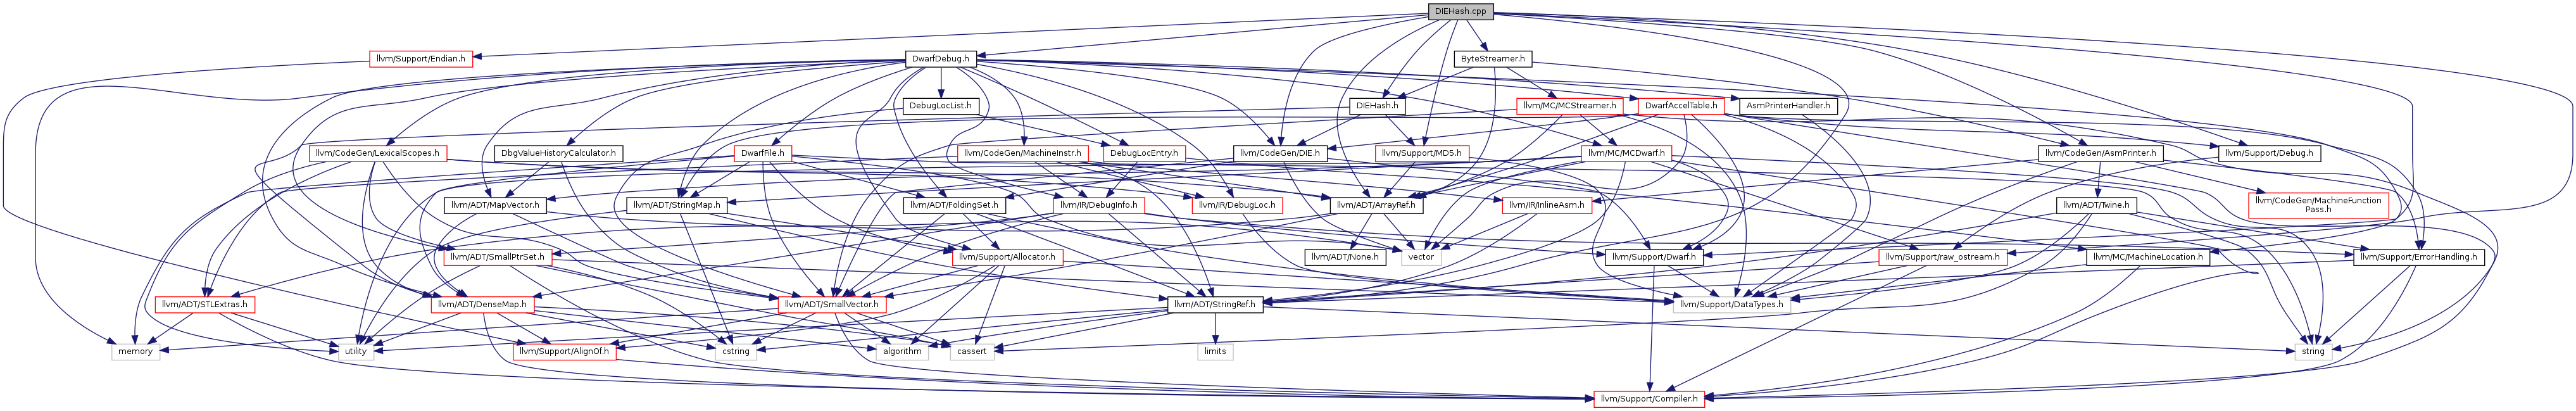 DIEHash.cpp
llvm/Support/Endian.h
DwarfDebug.h
ByteStreamer.h
DebugLocList.h
DIEHash.h
llvm/MC/MCStreamer.h
DwarfAccelTable.h
AsmPrinterHandler.h
llvm/CodeGen/LexicalScopes.h
DbgValueHistoryCalculator.h
DwarfFile.h
llvm/CodeGen/MachineInstr.h
DebugLocEntry.h
llvm/CodeGen/DIE.h
llvm/Support/MD5.h
llvm/MC/MCDwarf.h
llvm/CodeGen/AsmPrinter.h
llvm/Support/Debug.h
llvm/ADT/MapVector.h
llvm/ADT/StringMap.h
llvm/ADT/FoldingSet.h
llvm/IR/DebugInfo.h
llvm/IR/DebugLoc.h
llvm/ADT/ArrayRef.h
llvm/IR/InlineAsm.h
llvm/ADT/Twine.h
llvm/CodeGen/MachineFunction
Pass.h
llvm/ADT/SmallPtrSet.h
llvm/Support/Allocator.h
llvm/ADT/None.h
vector
llvm/Support/Dwarf.h
llvm/Support/raw_ostream.h
llvm/MC/MachineLocation.h
llvm/Support/ErrorHandling.h
llvm/ADT/STLExtras.h
llvm/ADT/DenseMap.h
llvm/ADT/SmallVector.h
llvm/ADT/StringRef.h
llvm/Support/DataTypes.h
memory
utility
llvm/Support/AlignOf.h
cstring
algorithm
cassert
limits
string
llvm/Support/Compiler.h